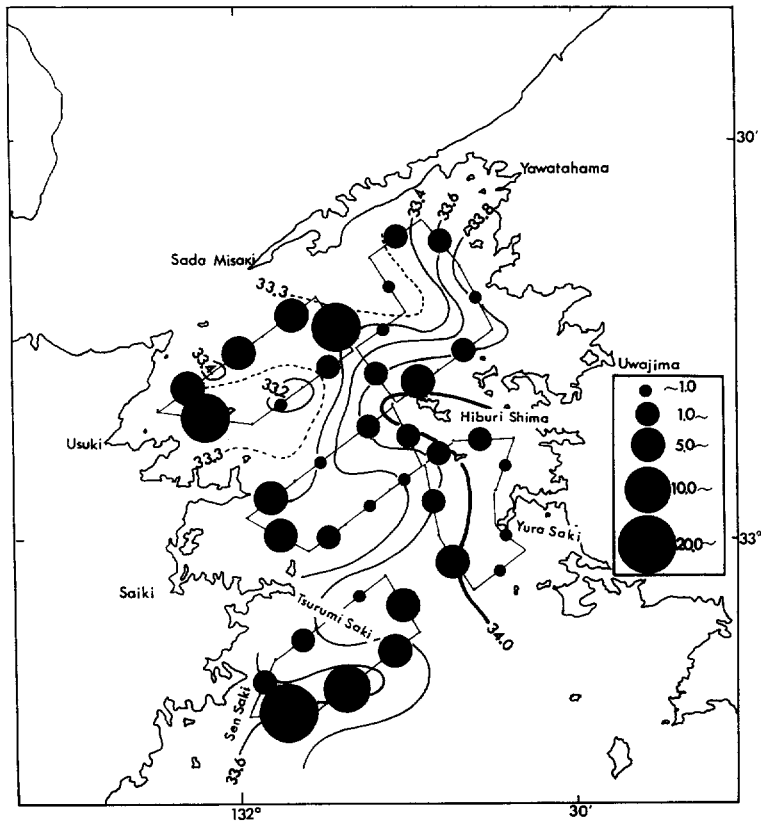 30′
Yawatahama
33.4
33.6
33.8
Sada Misaki
33.3
33.4
33.2
Uwajima
~1.0
1.0~
5.0~
10.0~
20.0~
Hiburi Shima
Usuki
33.3
Yura Saki
33°
Saiki
Tsurumi Saki
34.0
Sen Saki
33.6
132°
30′